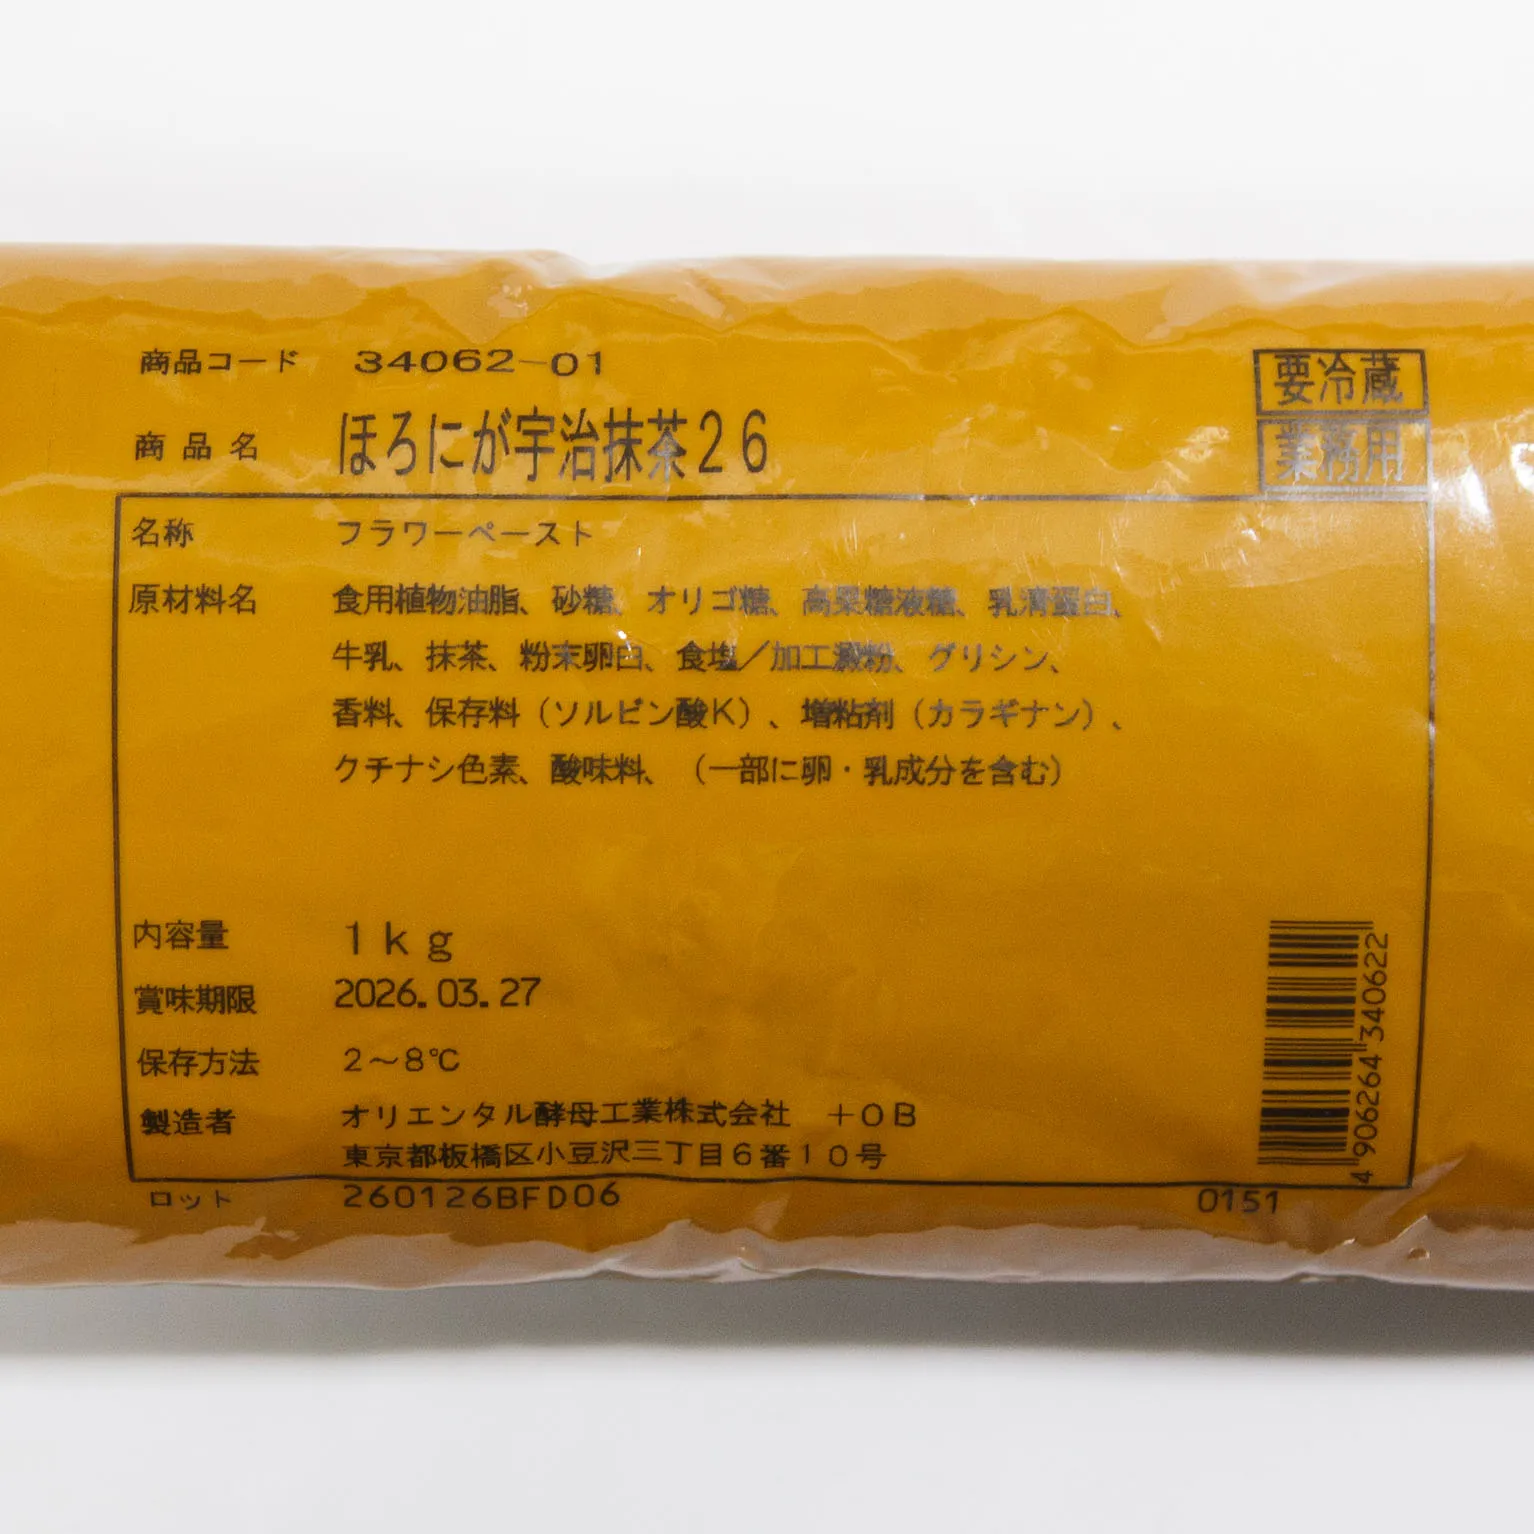 商品コード 34062-01
要冷蔵
商品名 ほろにが宇治抹茶26
業務用
名称 フラワーペースト
原材料名 食用植物油脂、砂糖、オリゴ糖、高果糖液糖、乳清蛋白、
牛乳、抹茶、粉末卵白、食塩／加工澱粉、グリシン、
香料、保存料（ソルビン酸K）、増粘剤（カラギナン）、
クチナシ色素、酸味料、（一部に卵・乳成分を含む）
内容量 1kg
賞味期限 2026.03.27
保存方法 2～8℃
製造者 オリエンタル酵母工業株式会社 +OB
東京都板橋区小豆沢三丁目6番10号
ロット 260126BFD06
0151
4906264340622